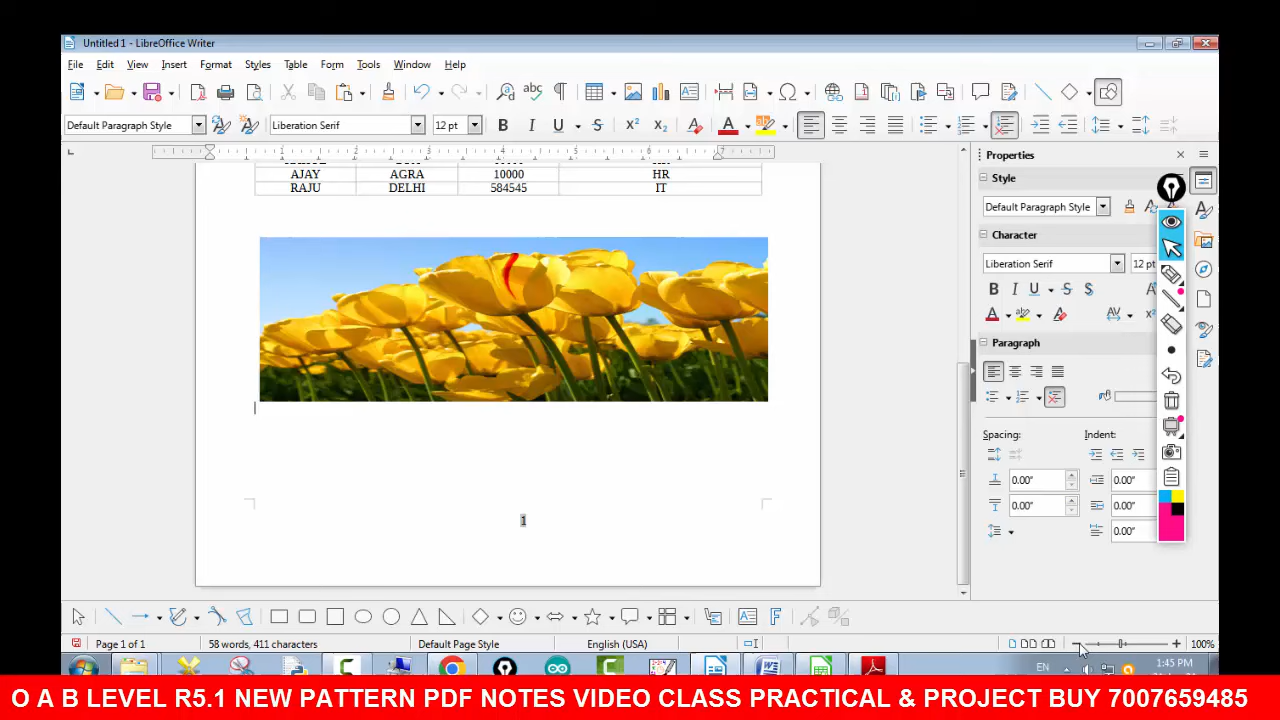 Untitled 1 - LibreOffice Writer
File Edit View Insert Format Styles Table Form Tools Window Help
Default Paragraph Style Liberation Serif 12 pt
Properties
Style
AJAY AGRA 10000 HR
RAJU DELHI 584545 IT
Default Paragraph Style
Character
Liberation Serif 12 pt
Paragraph
Spacing: Indent:
0.00" 0.00"
0.00" 0.00"
0.00"
1
Page 1 of 1 58 words, 411 characters Default Page Style English (USA) 100%
EN 1:45 PM
O A B LEVEL R5.1 NEW PATTERN PDF NOTES VIDEO CLASS PRACTICAL & PROJECT BUY 7007659485